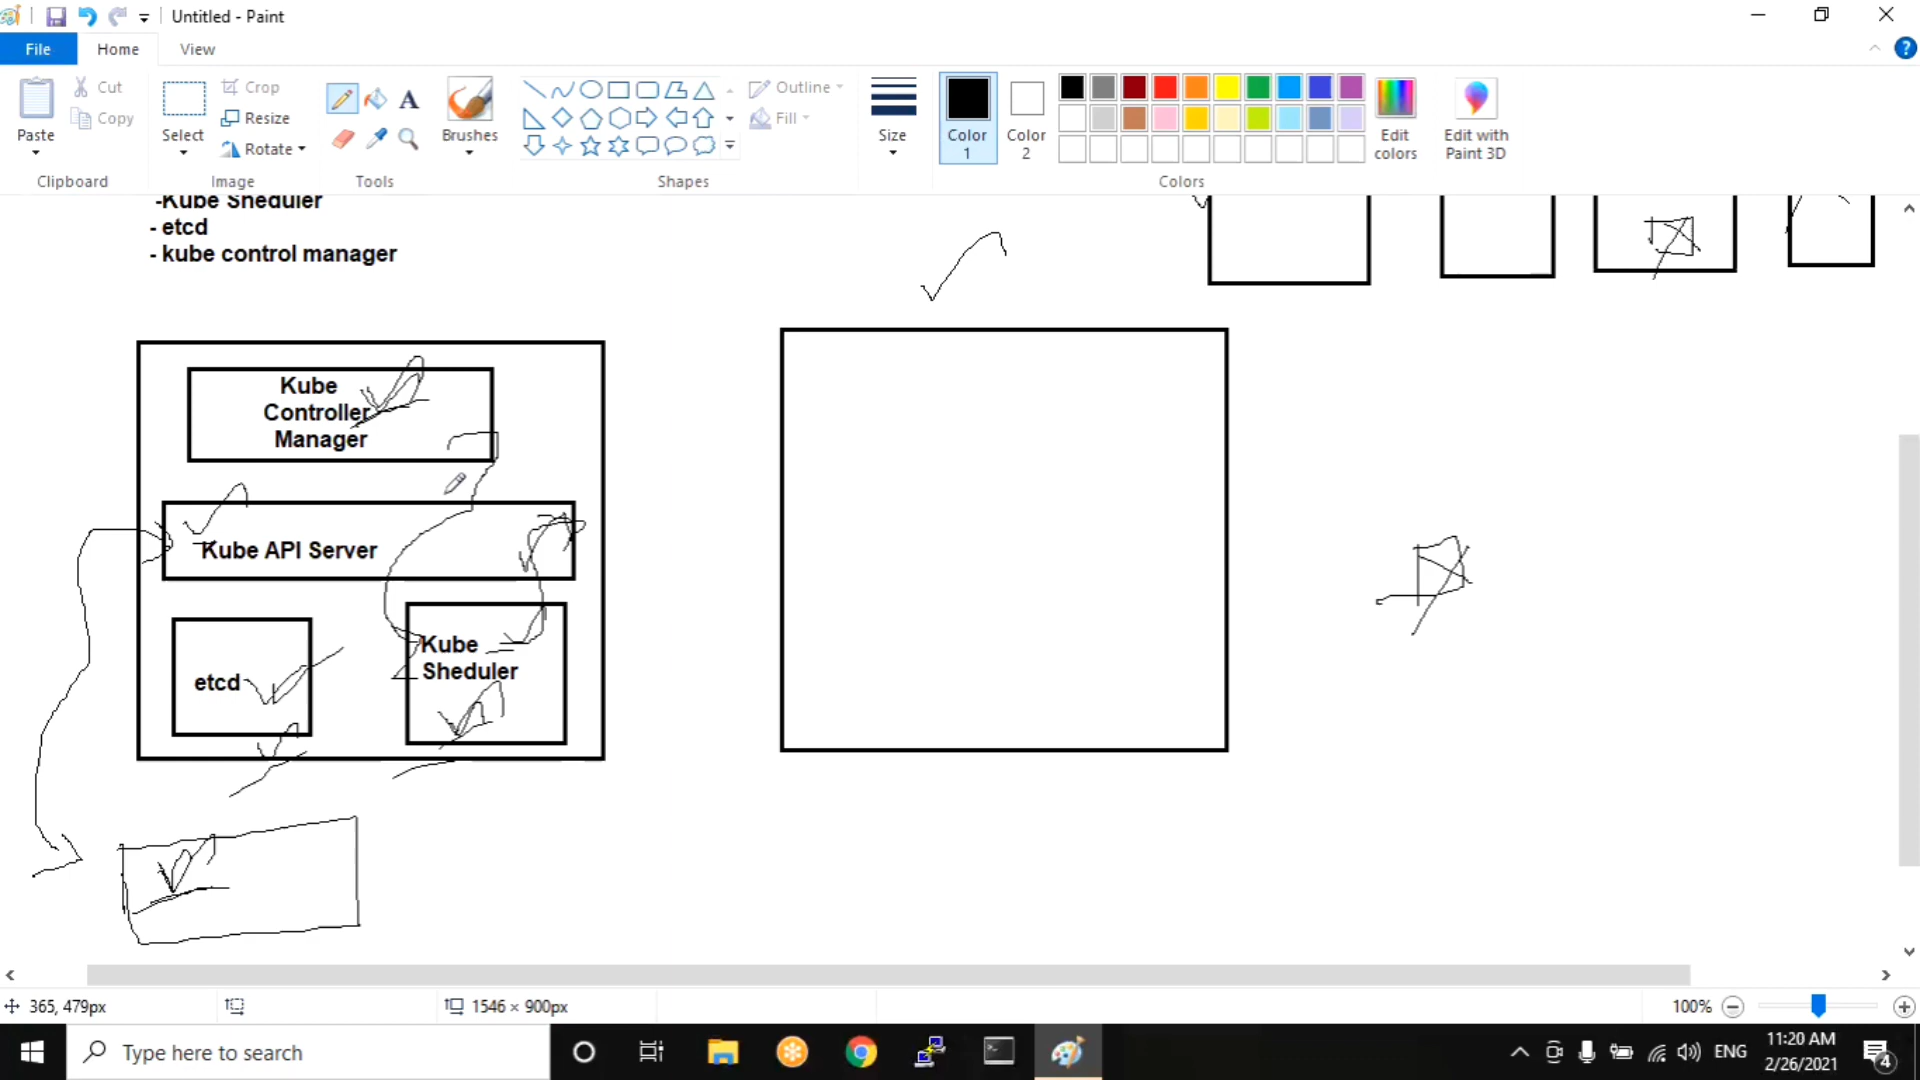 Untitled - Paint
File
Home
View
Paste
Cut
Copy
Clipboard
Select
Crop
Resize
Rotate
Image
A
Tools
Brushes
Shapes
Outline
Fill
Size
Color
1
Color
2
Edit
colors
Edit with
Paint 3D
Colors
-Kube Sheduler
- etcd
- kube control manager
Kube
Controller
Manager
Kube API Server
etcd
Kube
Sheduler
365, 479px
1546 × 900px
100%
Type here to search
ENG
11:20 AM
2/26/2021
4